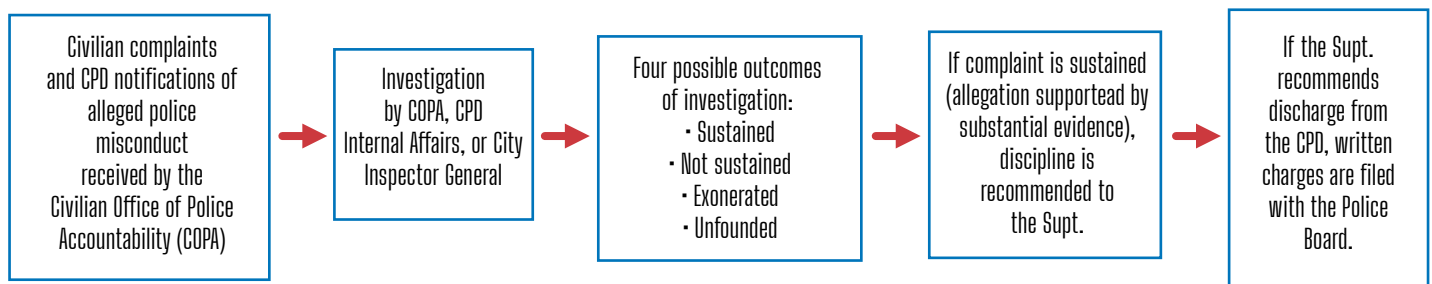 Civilian complaints
and CPD notifications of
alleged police
misconduct
received by the
Civilian Office of Police
Accountability (COPA)
Investigation
by COPA, CPD
Internal Affairs, or City
Inspector General
Four possible outcomes
of investigation:
· Sustained
· Not sustained
· Exonerated
· Unfounded
If complaint is sustained
(allegation supportead by
substantial evidence),
discipline is
recommended to
the Supt.
If the Supt.
recommends
discharge from
the CPD, written
charges are filed
with the Police
Board.